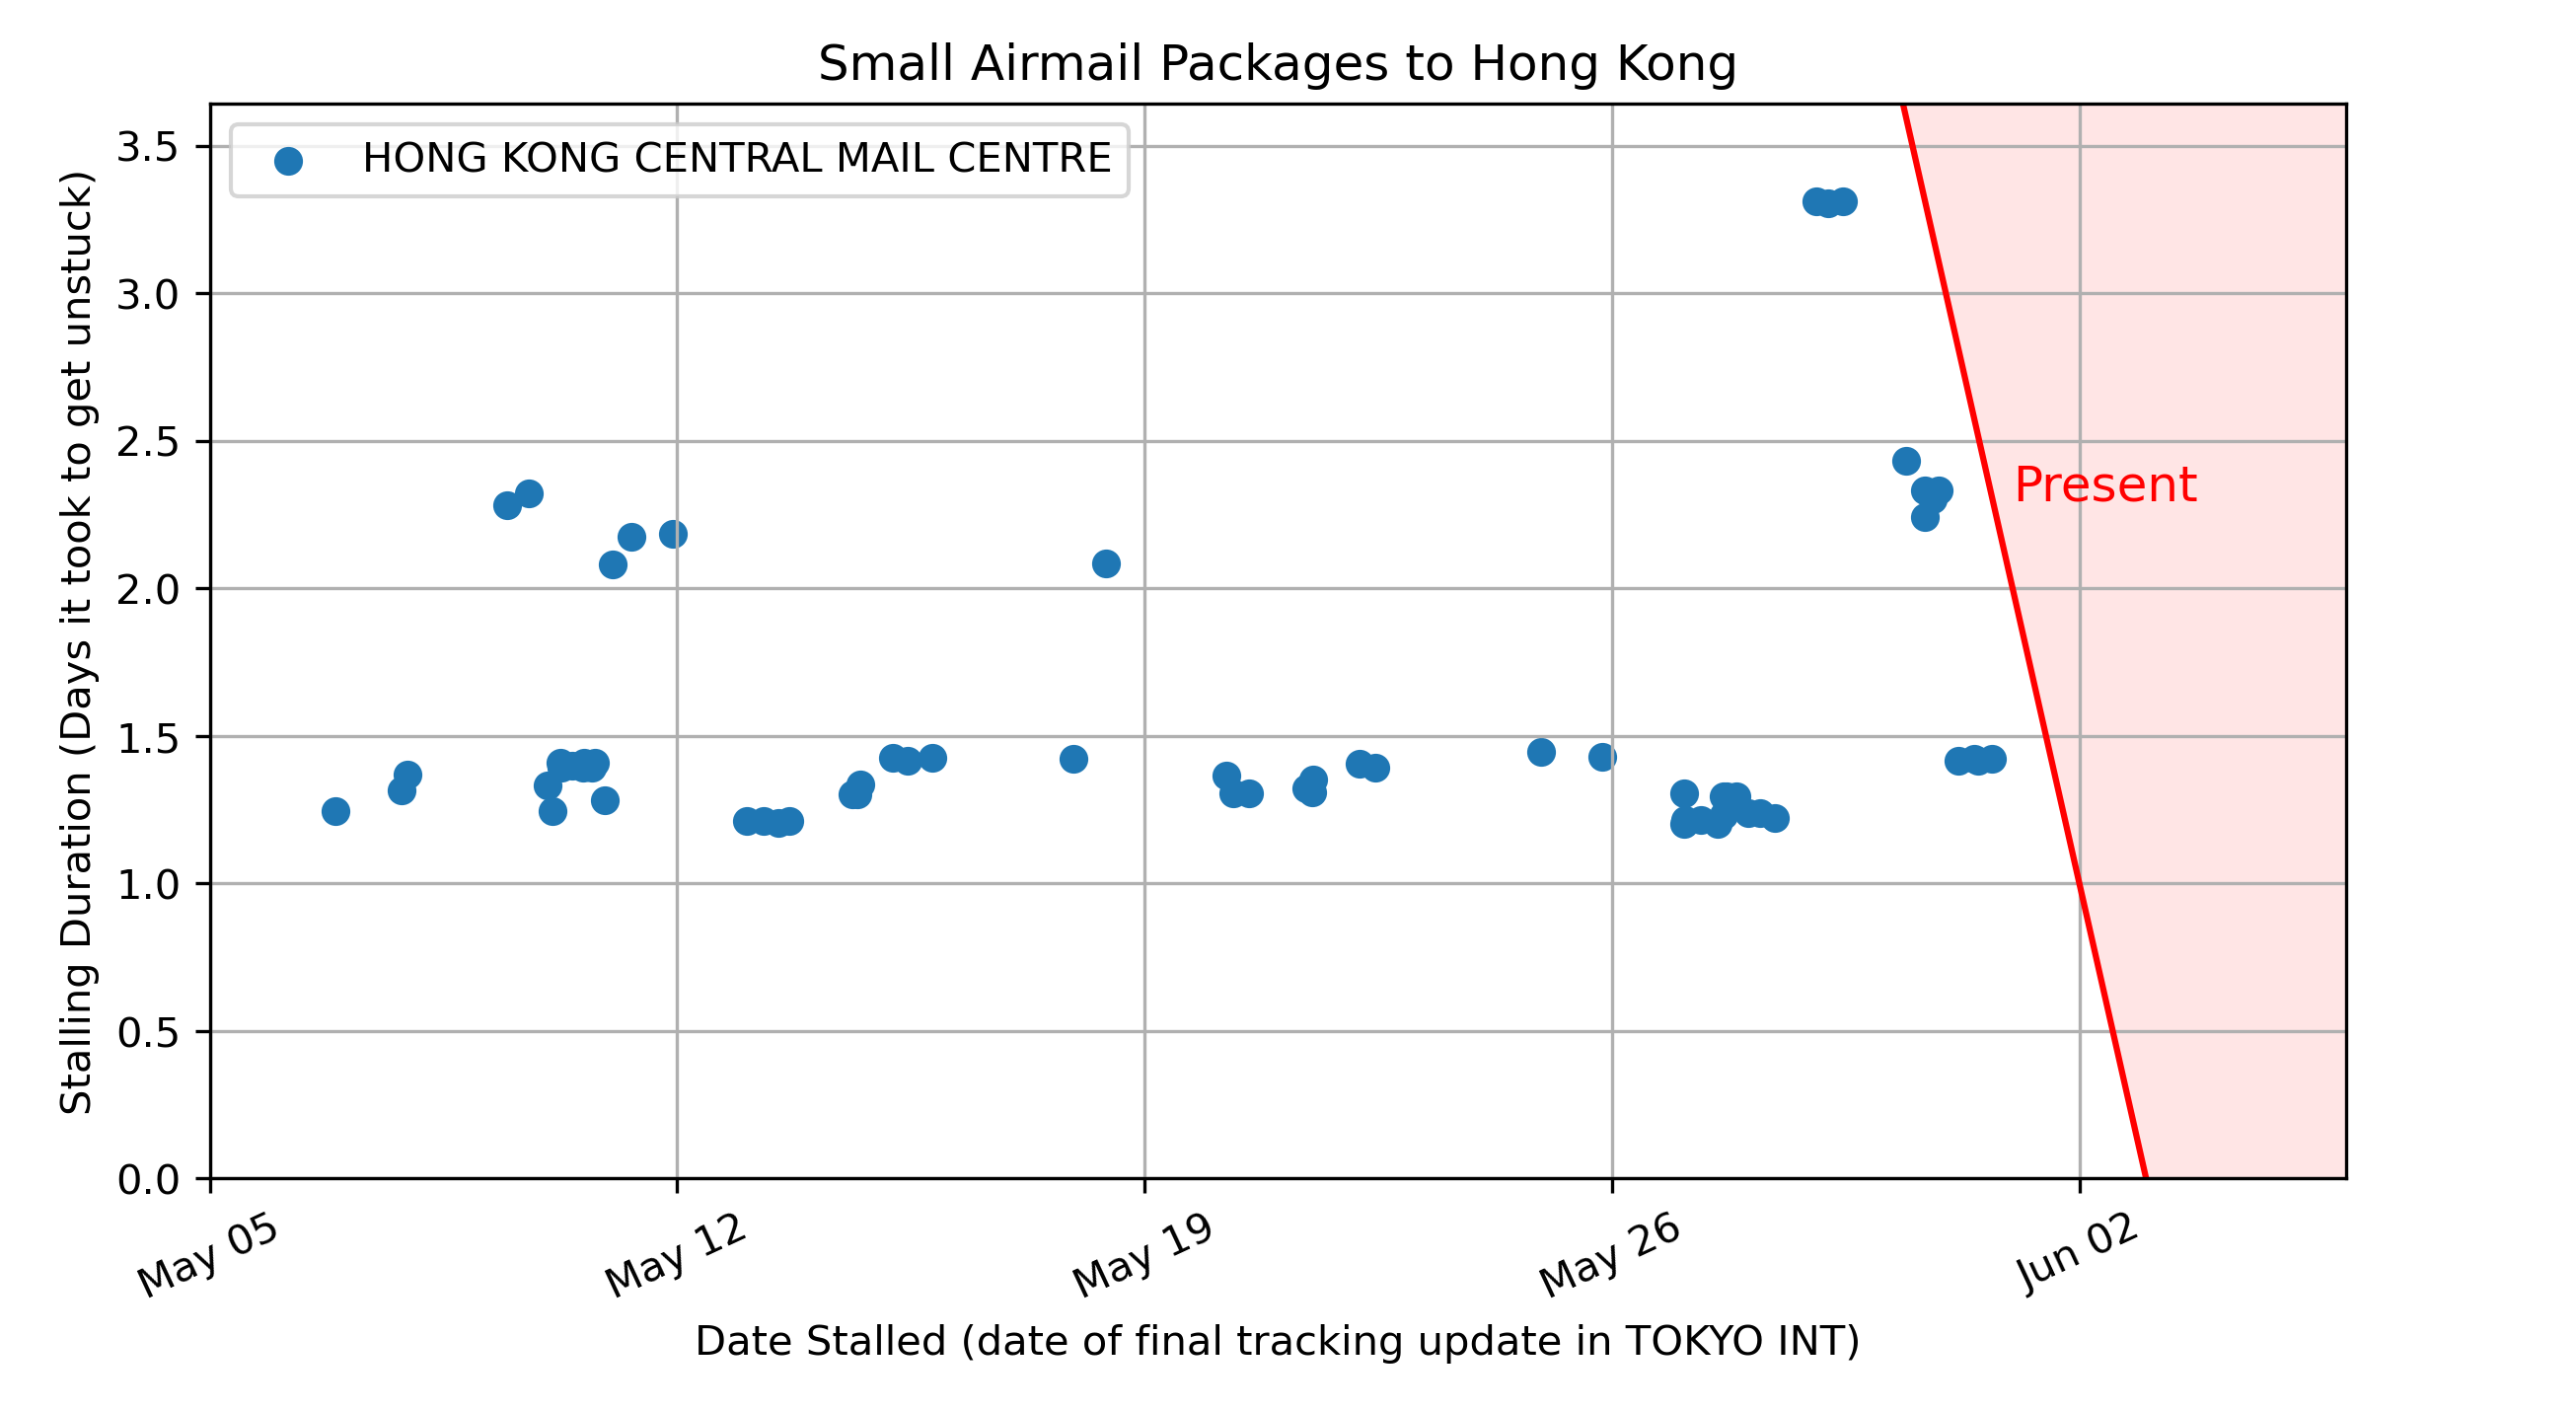 Small Airmail Packages to Hong Kong
HONG KONG CENTRAL MAIL CENTRE
Stalling Duration (Days it took to get unstuck)
3.5
3.0
2.5
2.0
1.5
1.0
0.5
0.0
Present
May 05
May 12
May 19
May 26
Jun 02
Date Stalled (date of final tracking update in TOKYO INT)